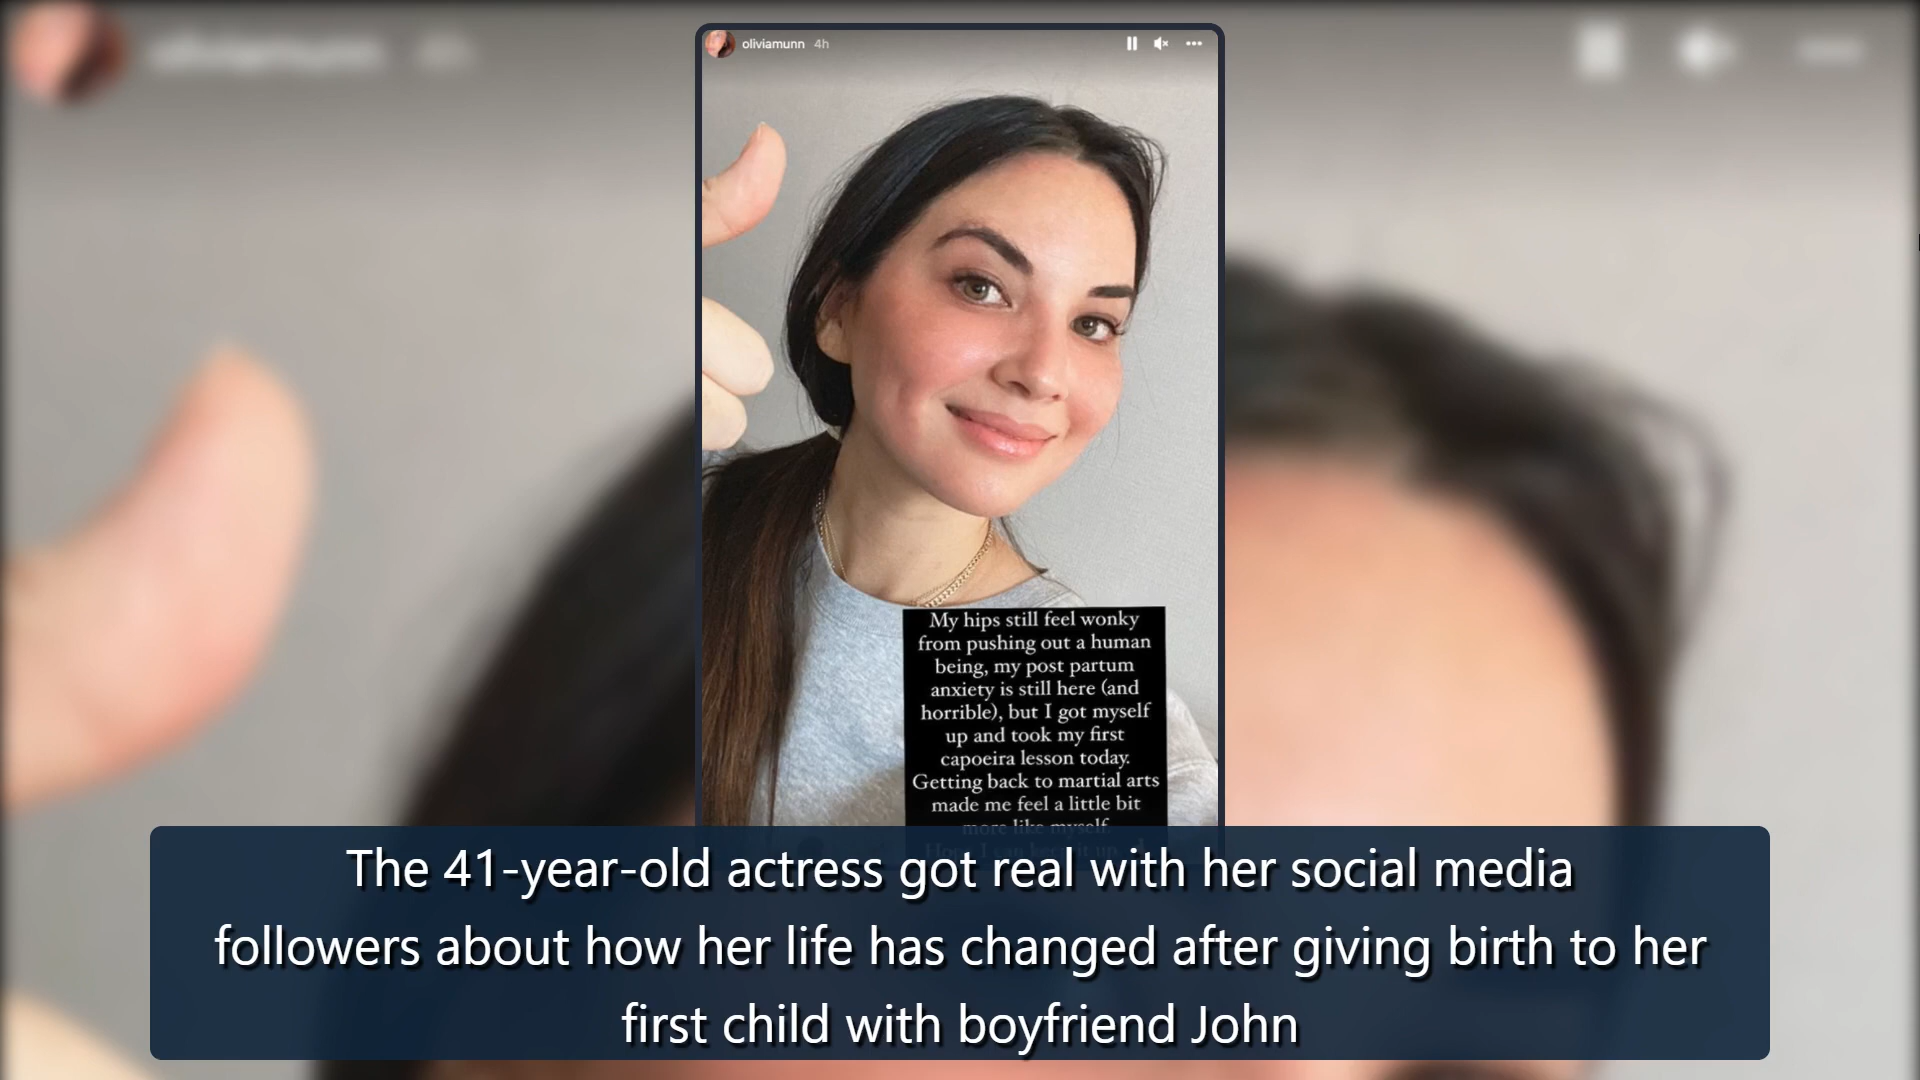 oliviamunn 4h
My hips still feel wonky
from pushing out a human
being, my post partum
anxiety is still here (and
horrible), but I got myself
up and took my first
capoeira lesson today.
Getting back to martial arts
made me feel a little bit
more like myself.
The 41-year-old actress got real with her social media
followers about how her life has changed after giving birth to her
first child with boyfriend John